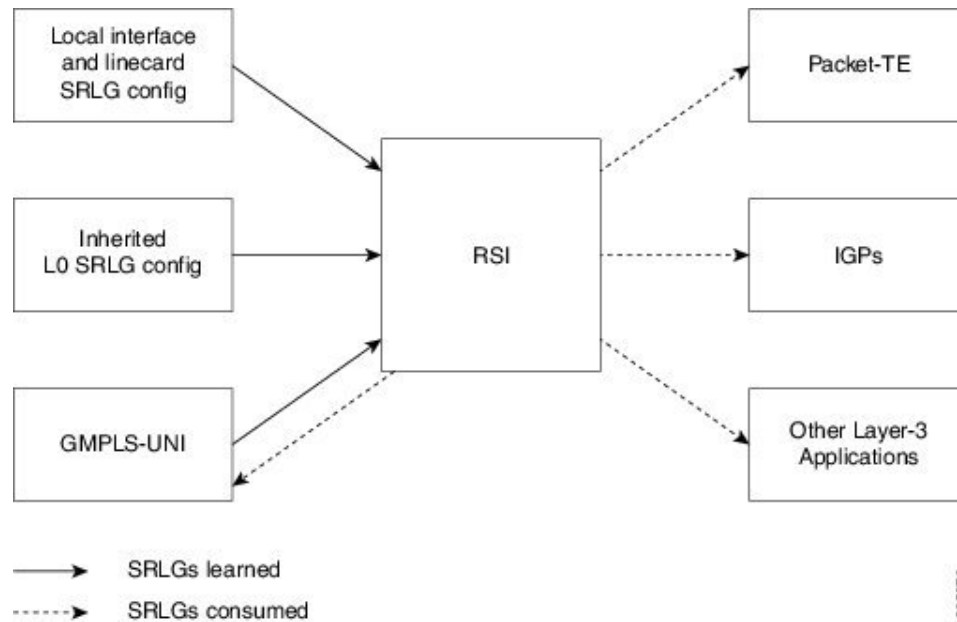 Local interface
and linecard
SRLG config
Packet-TE
Inherited
L0 SRLG config
RSI
IGPs
GMPLS-UNI
Other Layer-3
Applications
SRLGs learned
SRLGs consumed